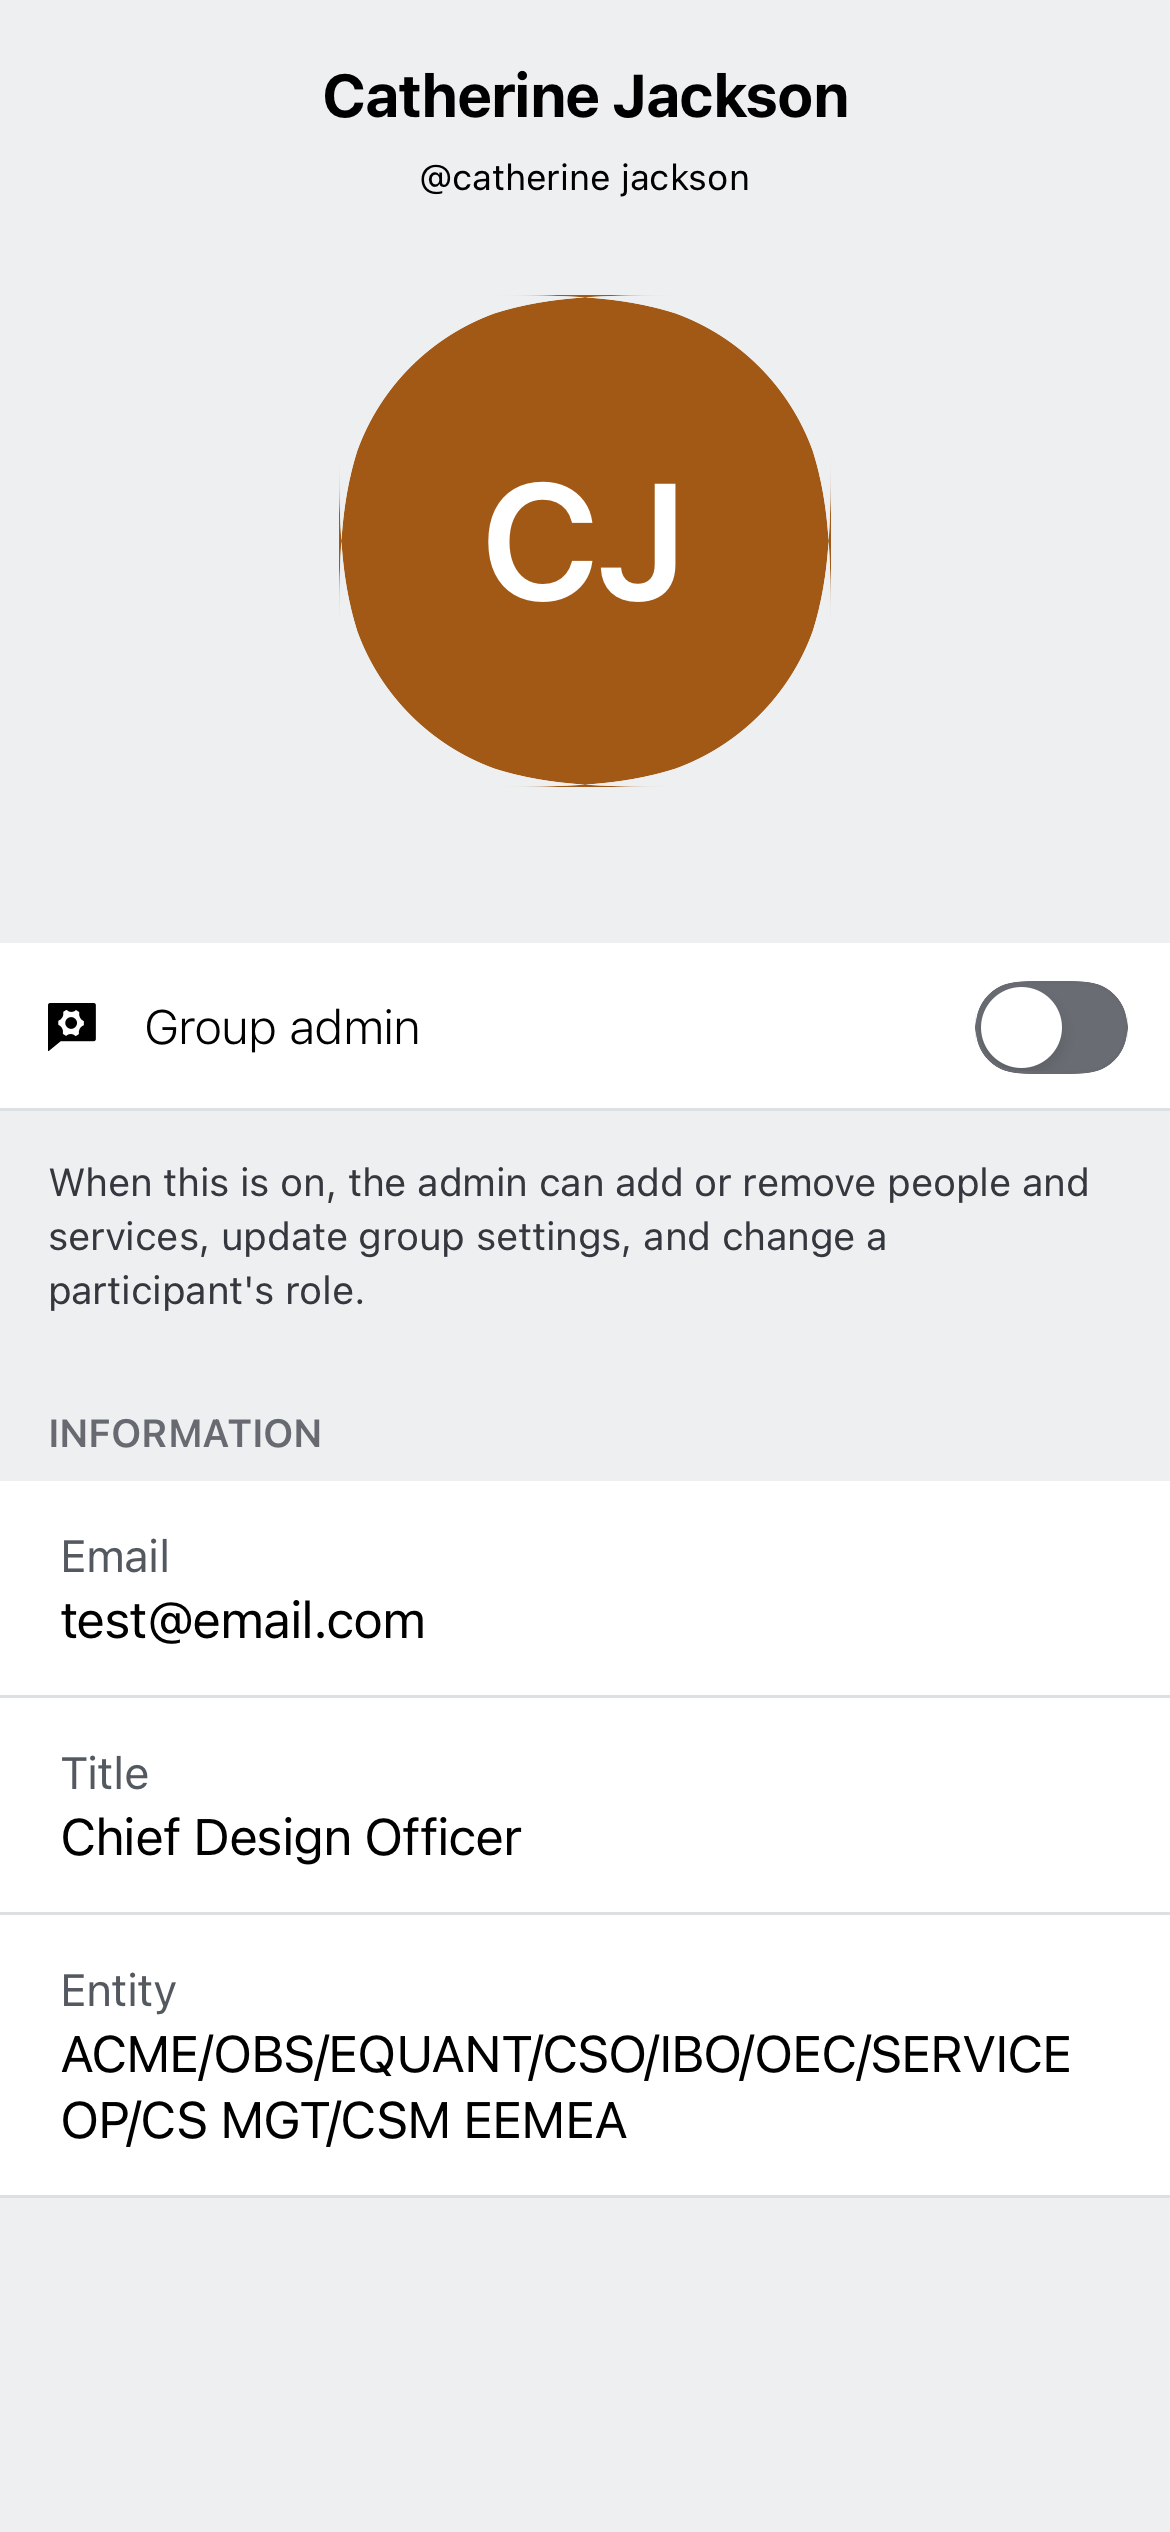 Catherine Jackson
@catherine jackson
CJ
Group admin
When this is on, the admin can add or remove people and
services, update group settings, and change a
participant's role.
INFORMATION
Email
test@email.com
Title
Chief Design Officer
Entity
ACME/OBS/EQUANT/CSO/IBO/OEC/SERVICE
OP/CS MGT/CSM EEMEA